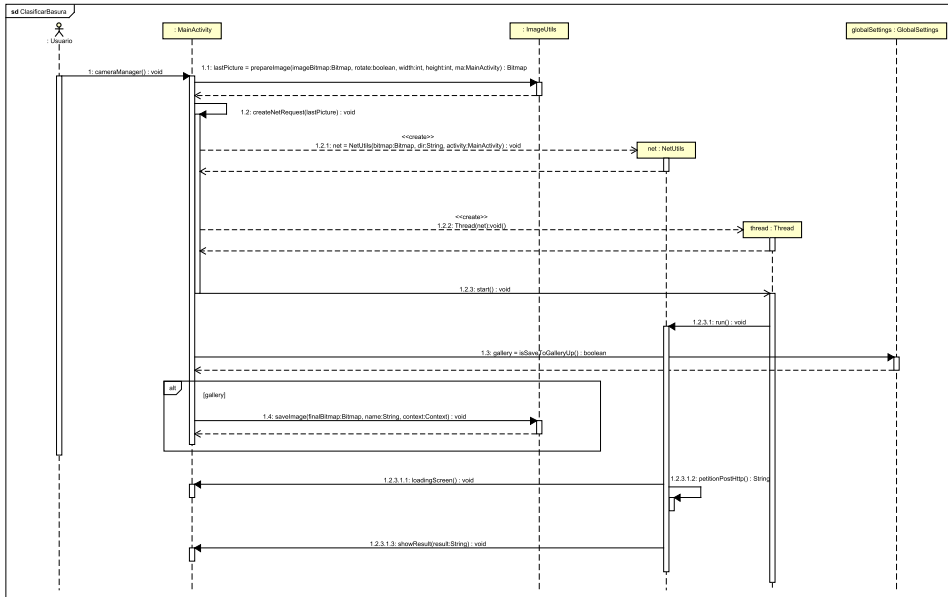 sd ClasificarBasura
: Usuario
: MainActivity
: ImageUtils
globalSettings : GlobalSettings
1: cameraManager() : void
1.1: lastPicture = prepareImage(imageBitmap:Bitmap, rotate:boolean, width:int, height:int, ma:MainActivity) : Bitmap
1.2: createNetRequest(lastPicture) : void
<<create>>
1.2.1: net = NetUtils(bitmap:Bitmap, dir:String, activity:MainActivity) : void
net : NetUtils
<<create>>
1.2.2: Thread(net):void()
thread : Thread
1.2.3: start() : void
1.2.3.1: run() : void
1.3: gallery = isSaveToGalleryUp() : boolean
alt
[gallery]
1.4: saveImage(finalBitmap:Bitmap, name:String, context:Context) : void
1.2.3.1.1: loadingScreen() : void
1.2.3.1.2: petitionPostHttp() : String
1.2.3.1.3: showResult(result:String) : void